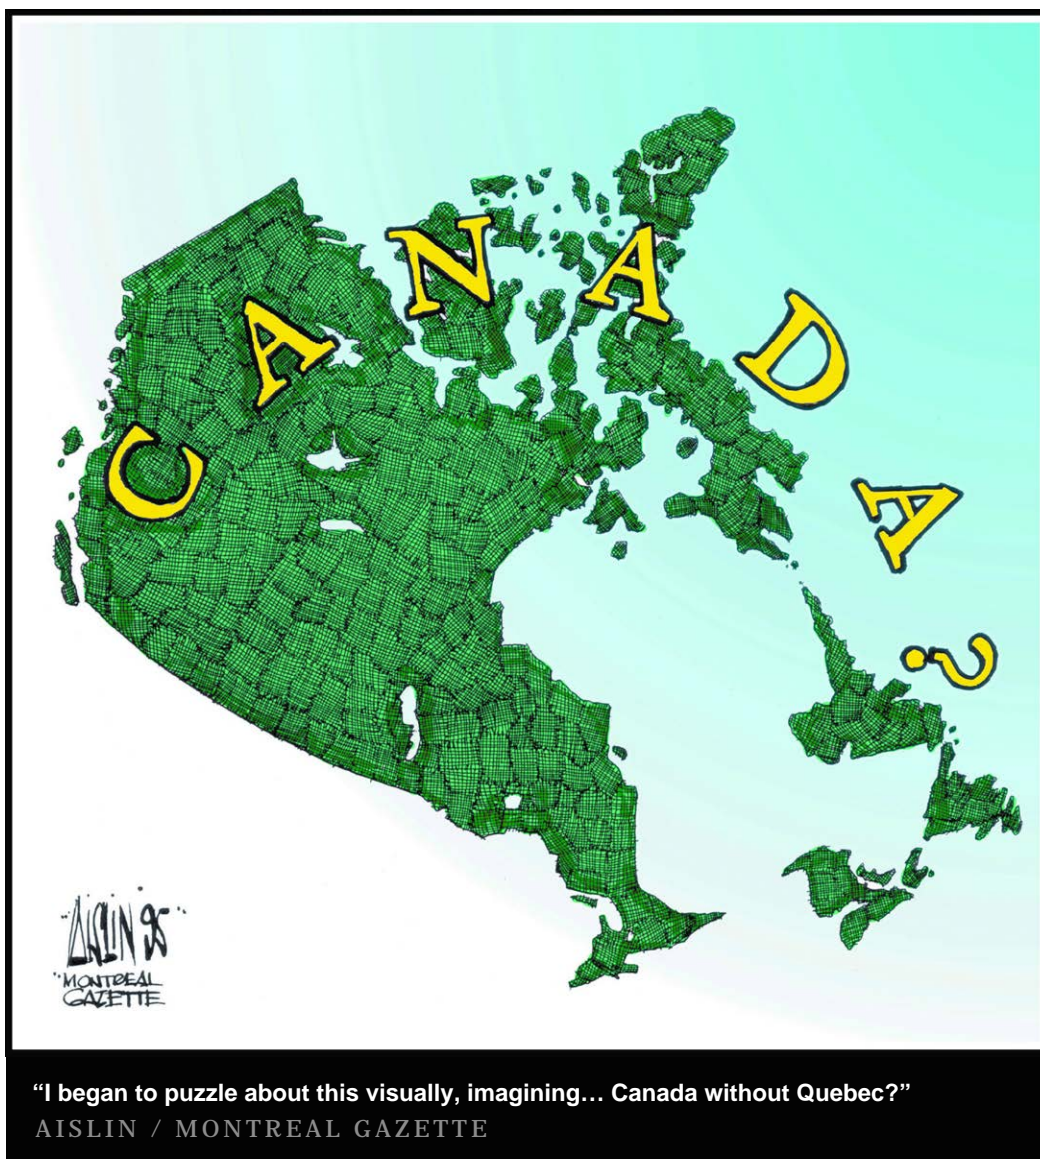 CANADA?
"AISLIN 95"
"MONTREAL
GAZETTE
“I began to puzzle about this visually, imagining… Canada without Quebec?”
AISLIN / MONTREAL GAZETTE